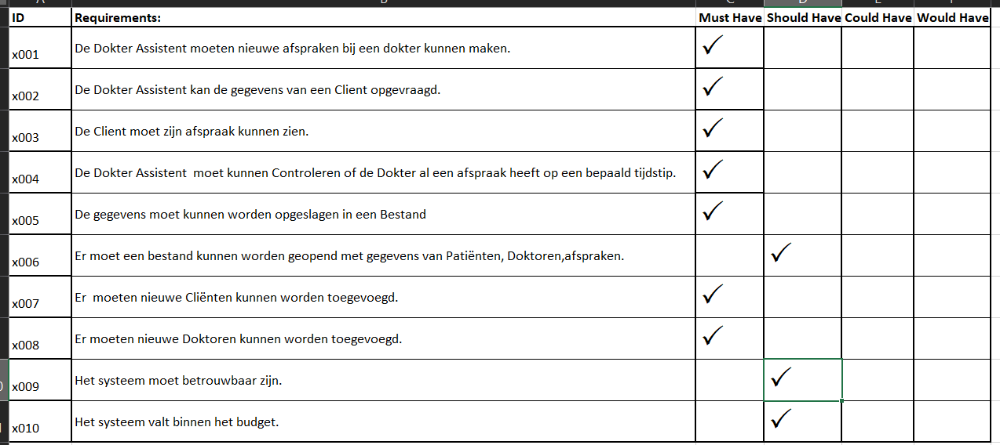 ID Requirements: Must Have Should Have Could Have Would Have
x001 De Dokter Assistent moeten nieuwe afspraken bij een dokter kunnen maken. ✓
x002 De Dokter Assistent kan de gegevens van een Client opgevraagd. ✓
x003 De Client moet zijn afspraak kunnen zien. ✓
x004 De Dokter Assistent  moet kunnen Controleren of de Dokter al een afspraak heeft op een bepaald tijdstip. ✓
x005 De gegevens moet kunnen worden opgeslagen in een Bestand ✓
x006 Er moet een bestand kunnen worden geopend met gegevens van Patiënten, Doktoren,afspraken. ✓
x007 Er  moeten nieuwe Cliënten kunnen worden toegevoegd. ✓
x008 Er moeten nieuwe Doktoren kunnen worden toegevoegd. ✓
x009 Het systeem moet betrouwbaar zijn. ✓
x010 Het systeem valt binnen het budget. ✓